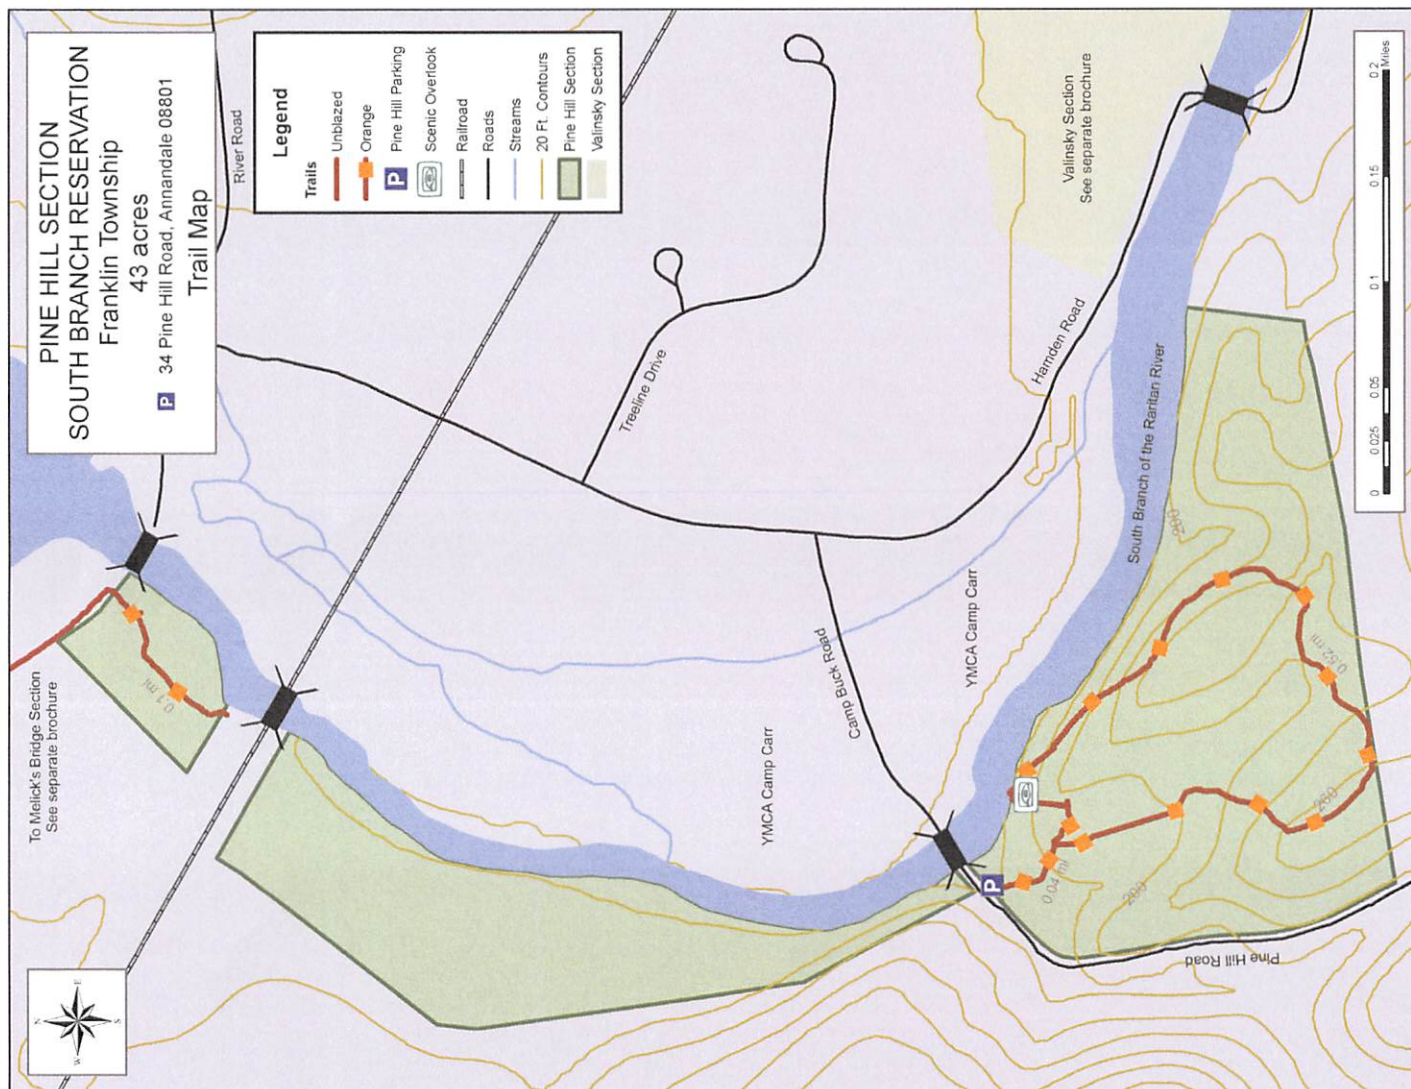 PINE HILL SECTION
SOUTH BRANCH RESERVATION
Franklin Township
43 acres
P 34 Pine Hill Road, Annandale 08801
Trail Map
Legend
Trails
Unblazed
Orange
P Pine Hill Parking
Scenic Overlook
Railroad
Roads
Streams
20 Ft. Contours
Pine Hill Section
Valinsky Section
River Road
To Melick's Bridge Section
See separate brochure
0.1 mi
Treeline Drive
Valinsky Section
See separate brochure
Hamden Road
Camp Buck Road
YMCA Camp Carr
YMCA Camp Carr
South Branch of the Raritan River
P
0.04 mi
200
200
260
0.52 mi
Pine Hill Road
N
E
S
W
0 0.025 0.05 0.1 0.15 0.2
Miles